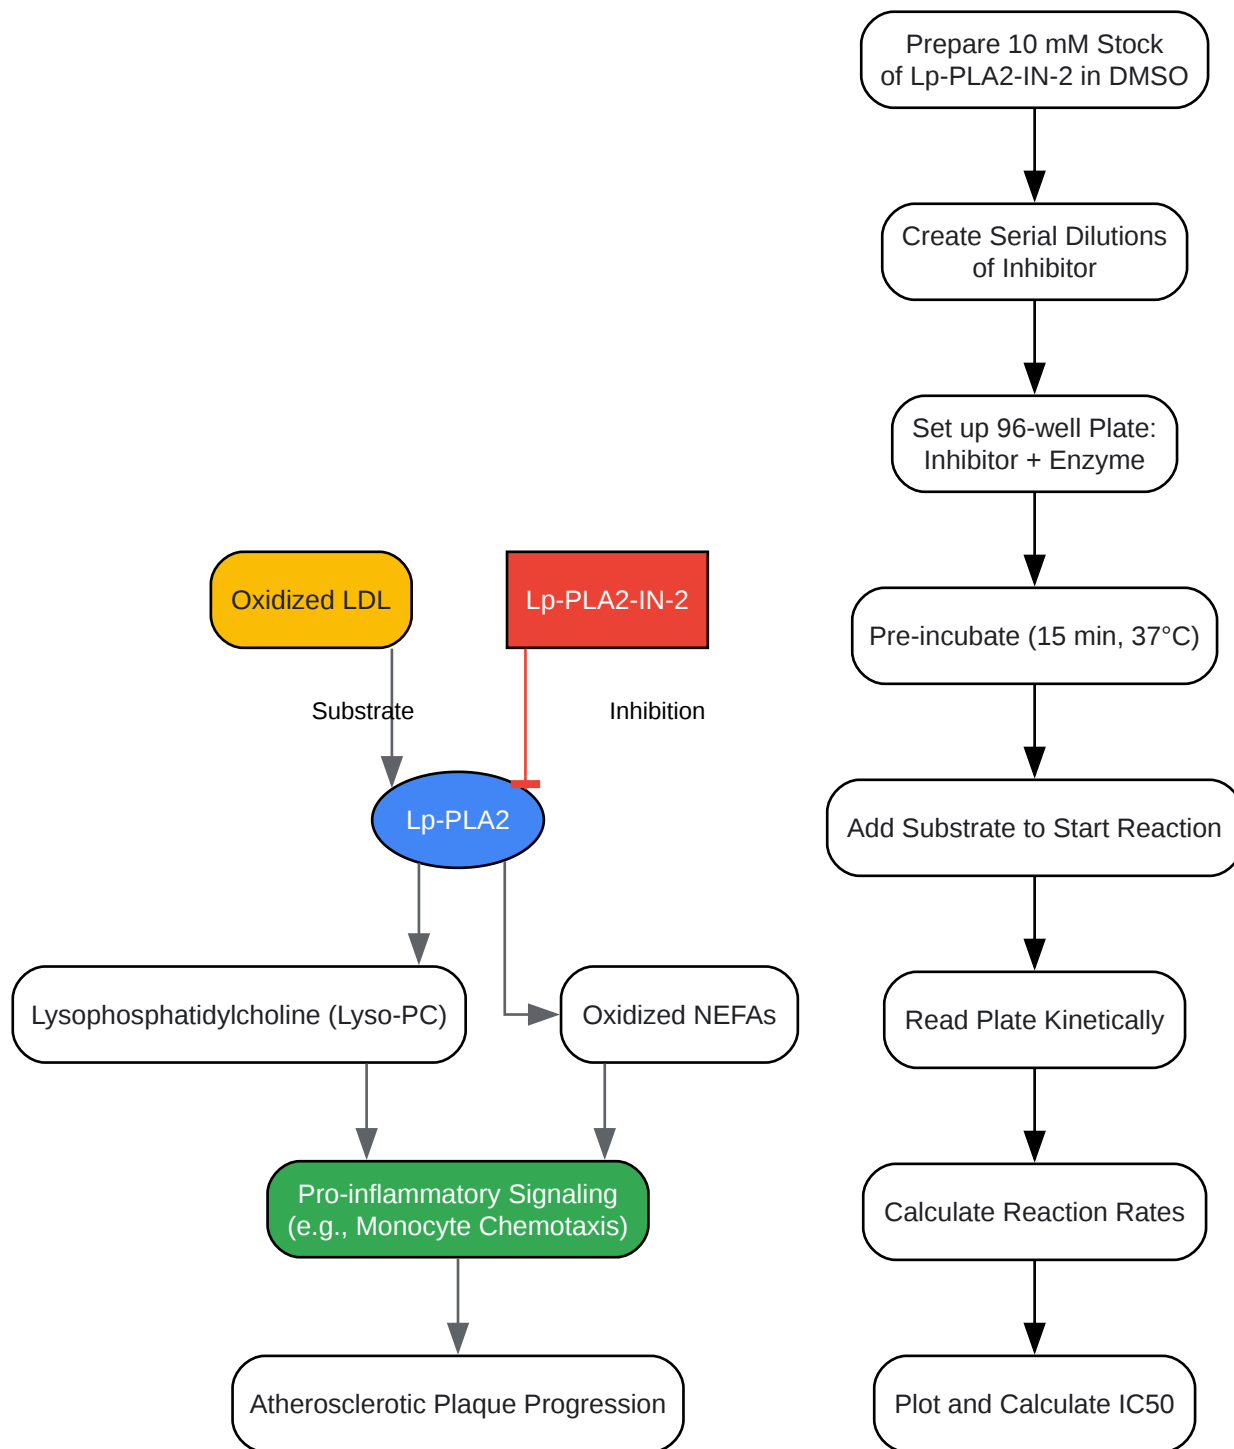 Prepare 10 mM Stock
of Lp-PLA2-IN-2 in DMSO
Create Serial Dilutions
of Inhibitor
Set up 96-well Plate:
Inhibitor + Enzyme
Pre-incubate (15 min, 37°C)
Add Substrate to Start Reaction
Read Plate Kinetically
Calculate Reaction Rates
Plot and Calculate IC50
Oxidized LDL
Lp-PLA2-IN-2
Substrate
Inhibition
Lp-PLA2
Lysophosphatidylcholine (Lyso-PC)
Oxidized NEFAs
Pro-inflammatory Signaling
(e.g., Monocyte Chemotaxis)
Atherosclerotic Plaque Progression